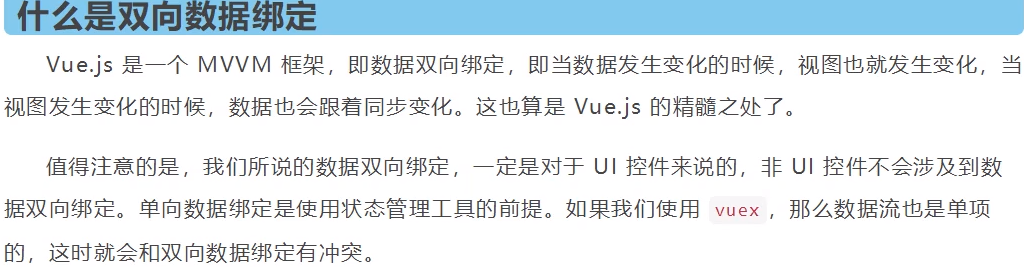 什么是双向数据绑定
Vue.js 是一个 MVVM 框架，即数据双向绑定，即当数据发生变化的时候，视图也就发生变化，当
视图发生变化的时候，数据也会跟着同步变化。这也算是 Vue.js 的精髓之处了。
值得注意的是，我们所说的数据双向绑定，一定是对于 UI 控件来说的，非 UI 控件不会涉及到数
据双向绑定。单向数据绑定是使用状态管理工具的前提。如果我们使用 vuex，那么数据流也是单项
的，这时就会和双向数据绑定有冲突。